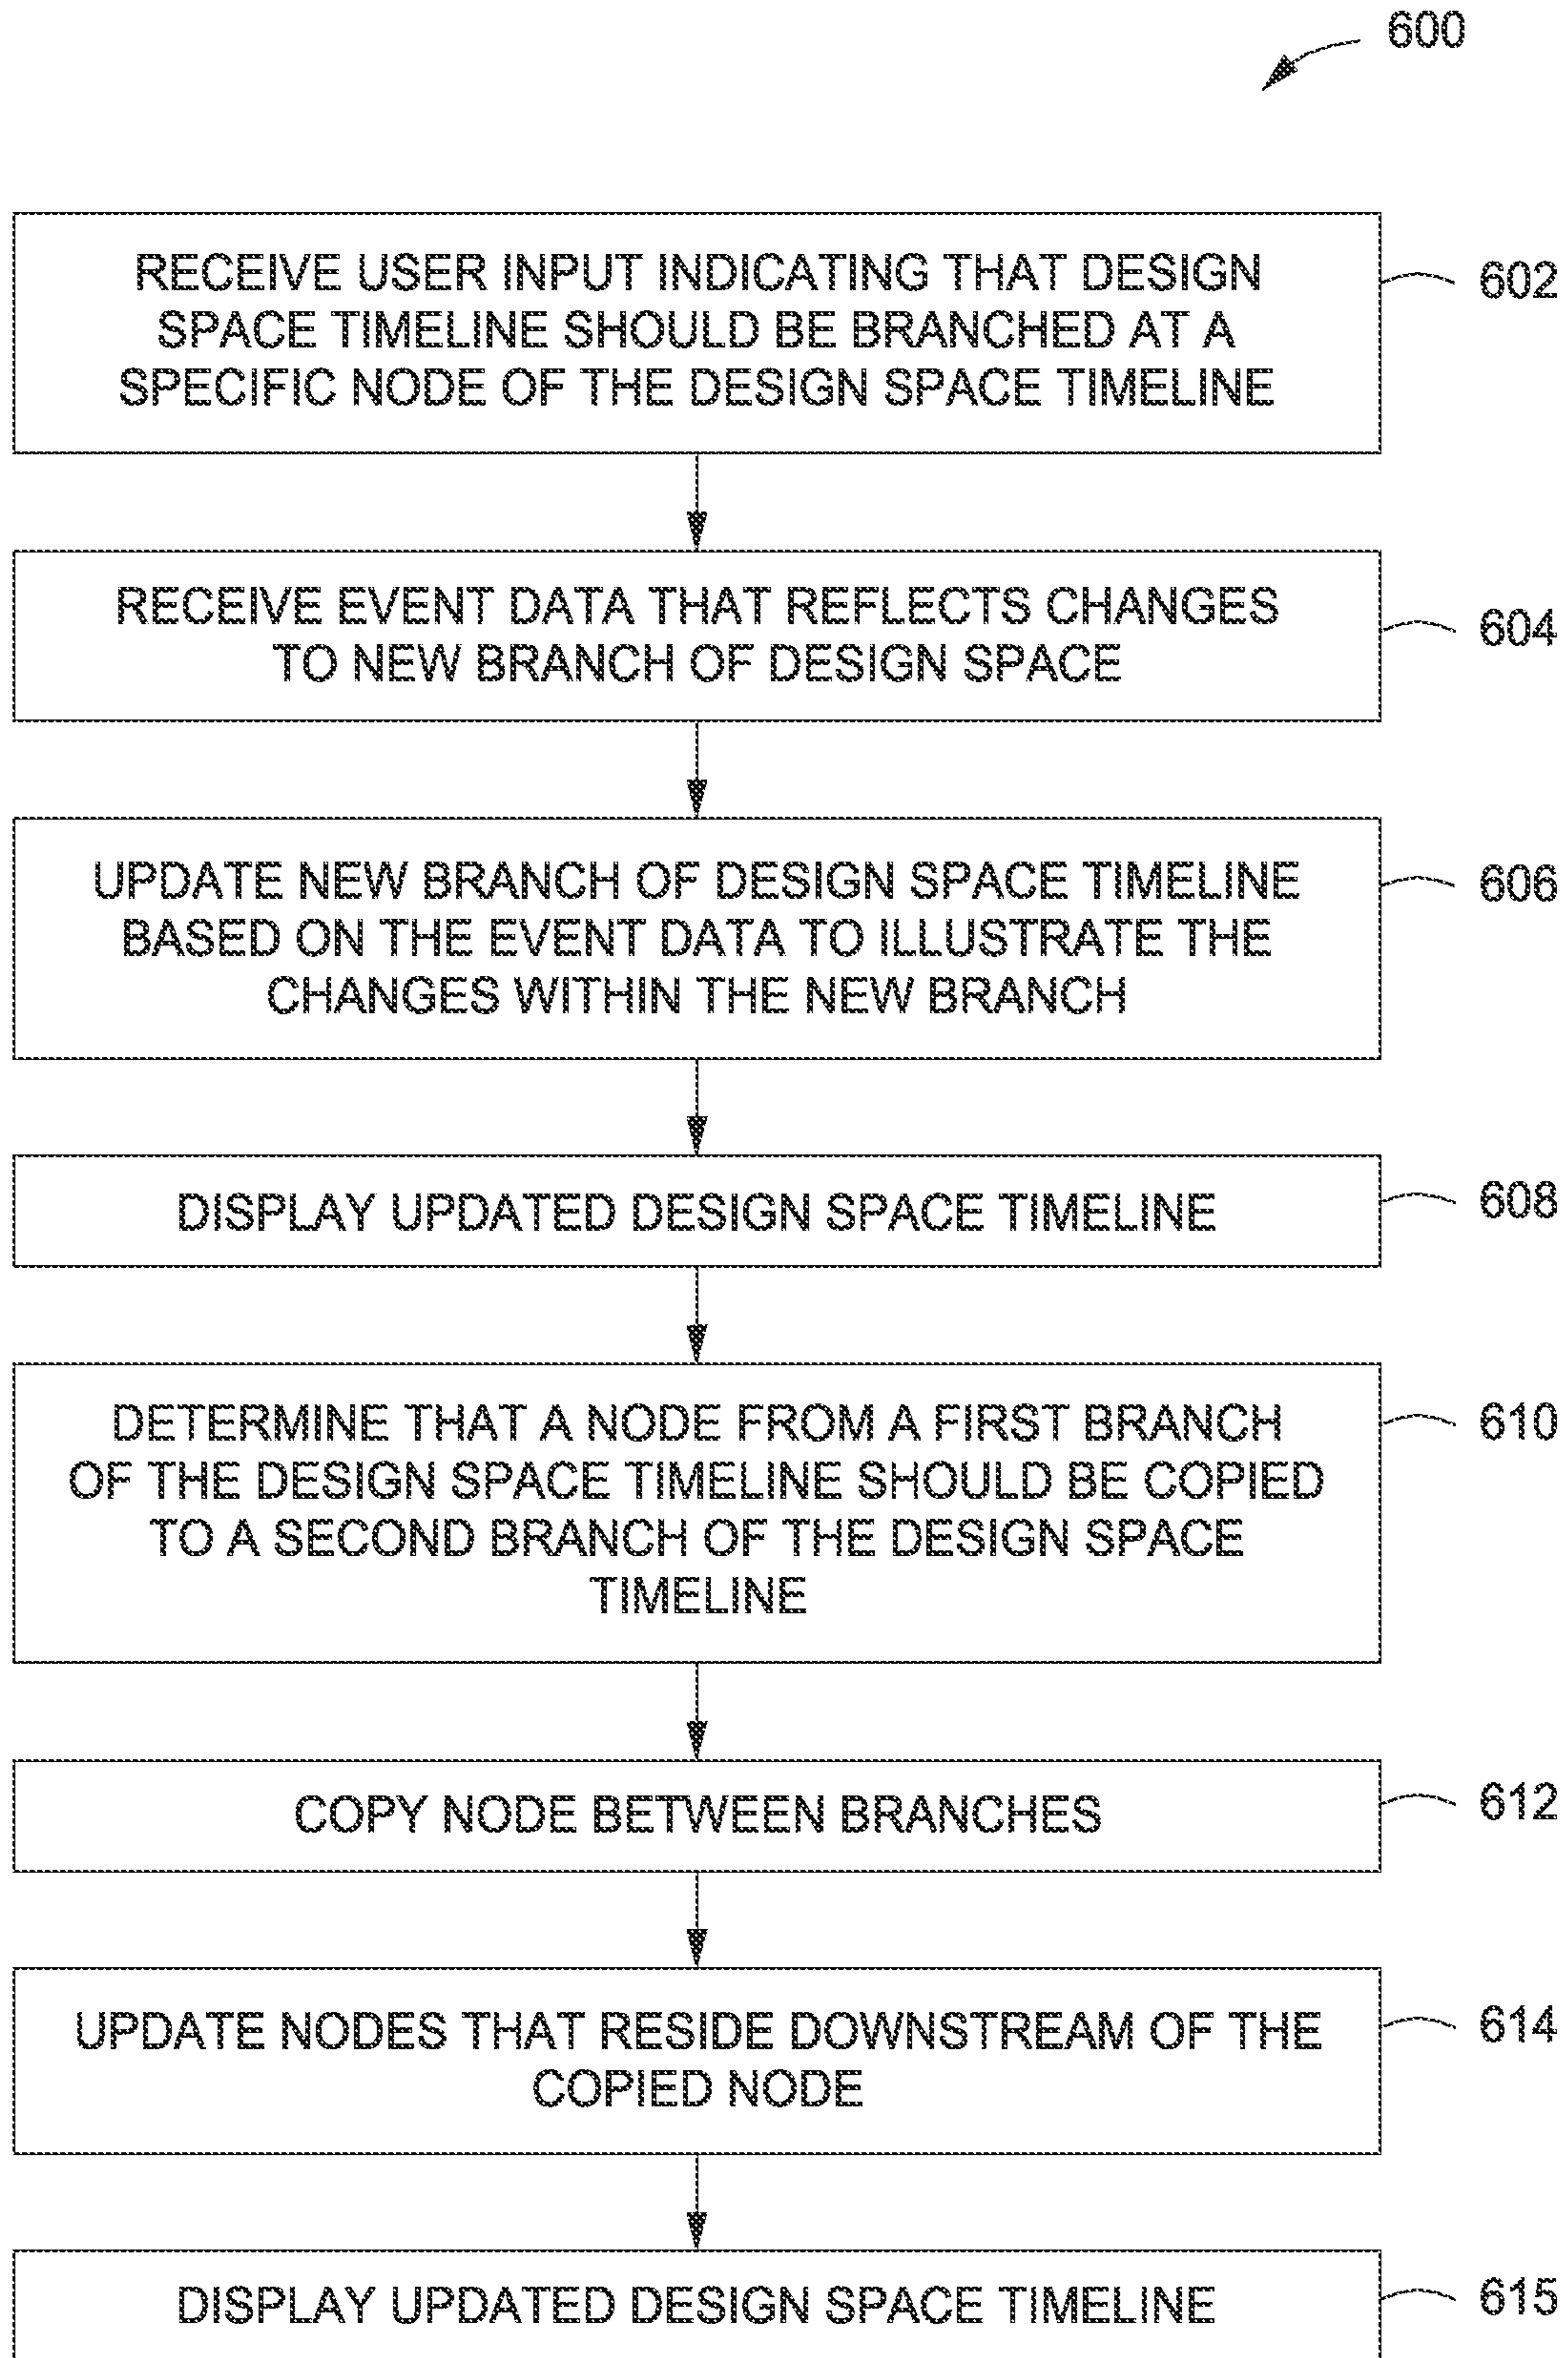 600
RECEIVE USER INPUT INDICATING THAT DESIGN
SPACE TIMELINE SHOULD BE BRANCHED AT A
SPECIFIC NODE OF THE DESIGN SPACE TIMELINE
602
RECEIVE EVENT DATA THAT REFLECTS CHANGES
TO NEW BRANCH OF DESIGN SPACE
604
UPDATE NEW BRANCH OF DESIGN SPACE TIMELINE
BASED ON THE EVENT DATA TO ILLUSTRATE THE
CHANGES WITHIN THE NEW BRANCH
606
DISPLAY UPDATED DESIGN SPACE TIMELINE
608
DETERMINE THAT A NODE FROM A FIRST BRANCH
OF THE DESIGN SPACE TIMELINE SHOULD BE COPIED
TO A SECOND BRANCH OF THE DESIGN SPACE
TIMELINE
610
COPY NODE BETWEEN BRANCHES
612
UPDATE NODES THAT RESIDE DOWNSTREAM OF THE
COPIED NODE
614
DISPLAY UPDATED DESIGN SPACE TIMELINE
615